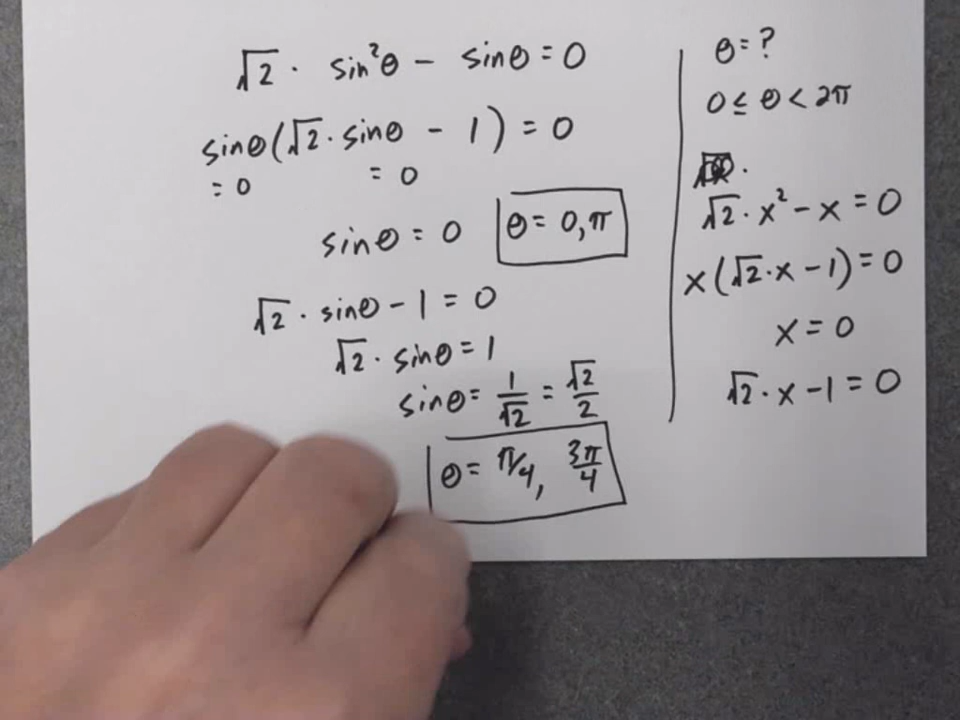 √2 · sin²θ − sinθ = 0
sinθ(√2 · sinθ − 1) = 0
= 0 = 0
sinθ = 0 θ = 0, π
√2 · sinθ − 1 = 0
√2 · sinθ = 1
sinθ = 1/√2 = √2/2
θ = π/4, 3π/4
θ = ?
0 ≤ θ < 2π
√2 · x² − x = 0
x(√2 · x − 1) = 0
x = 0
√2 · x − 1 = 0